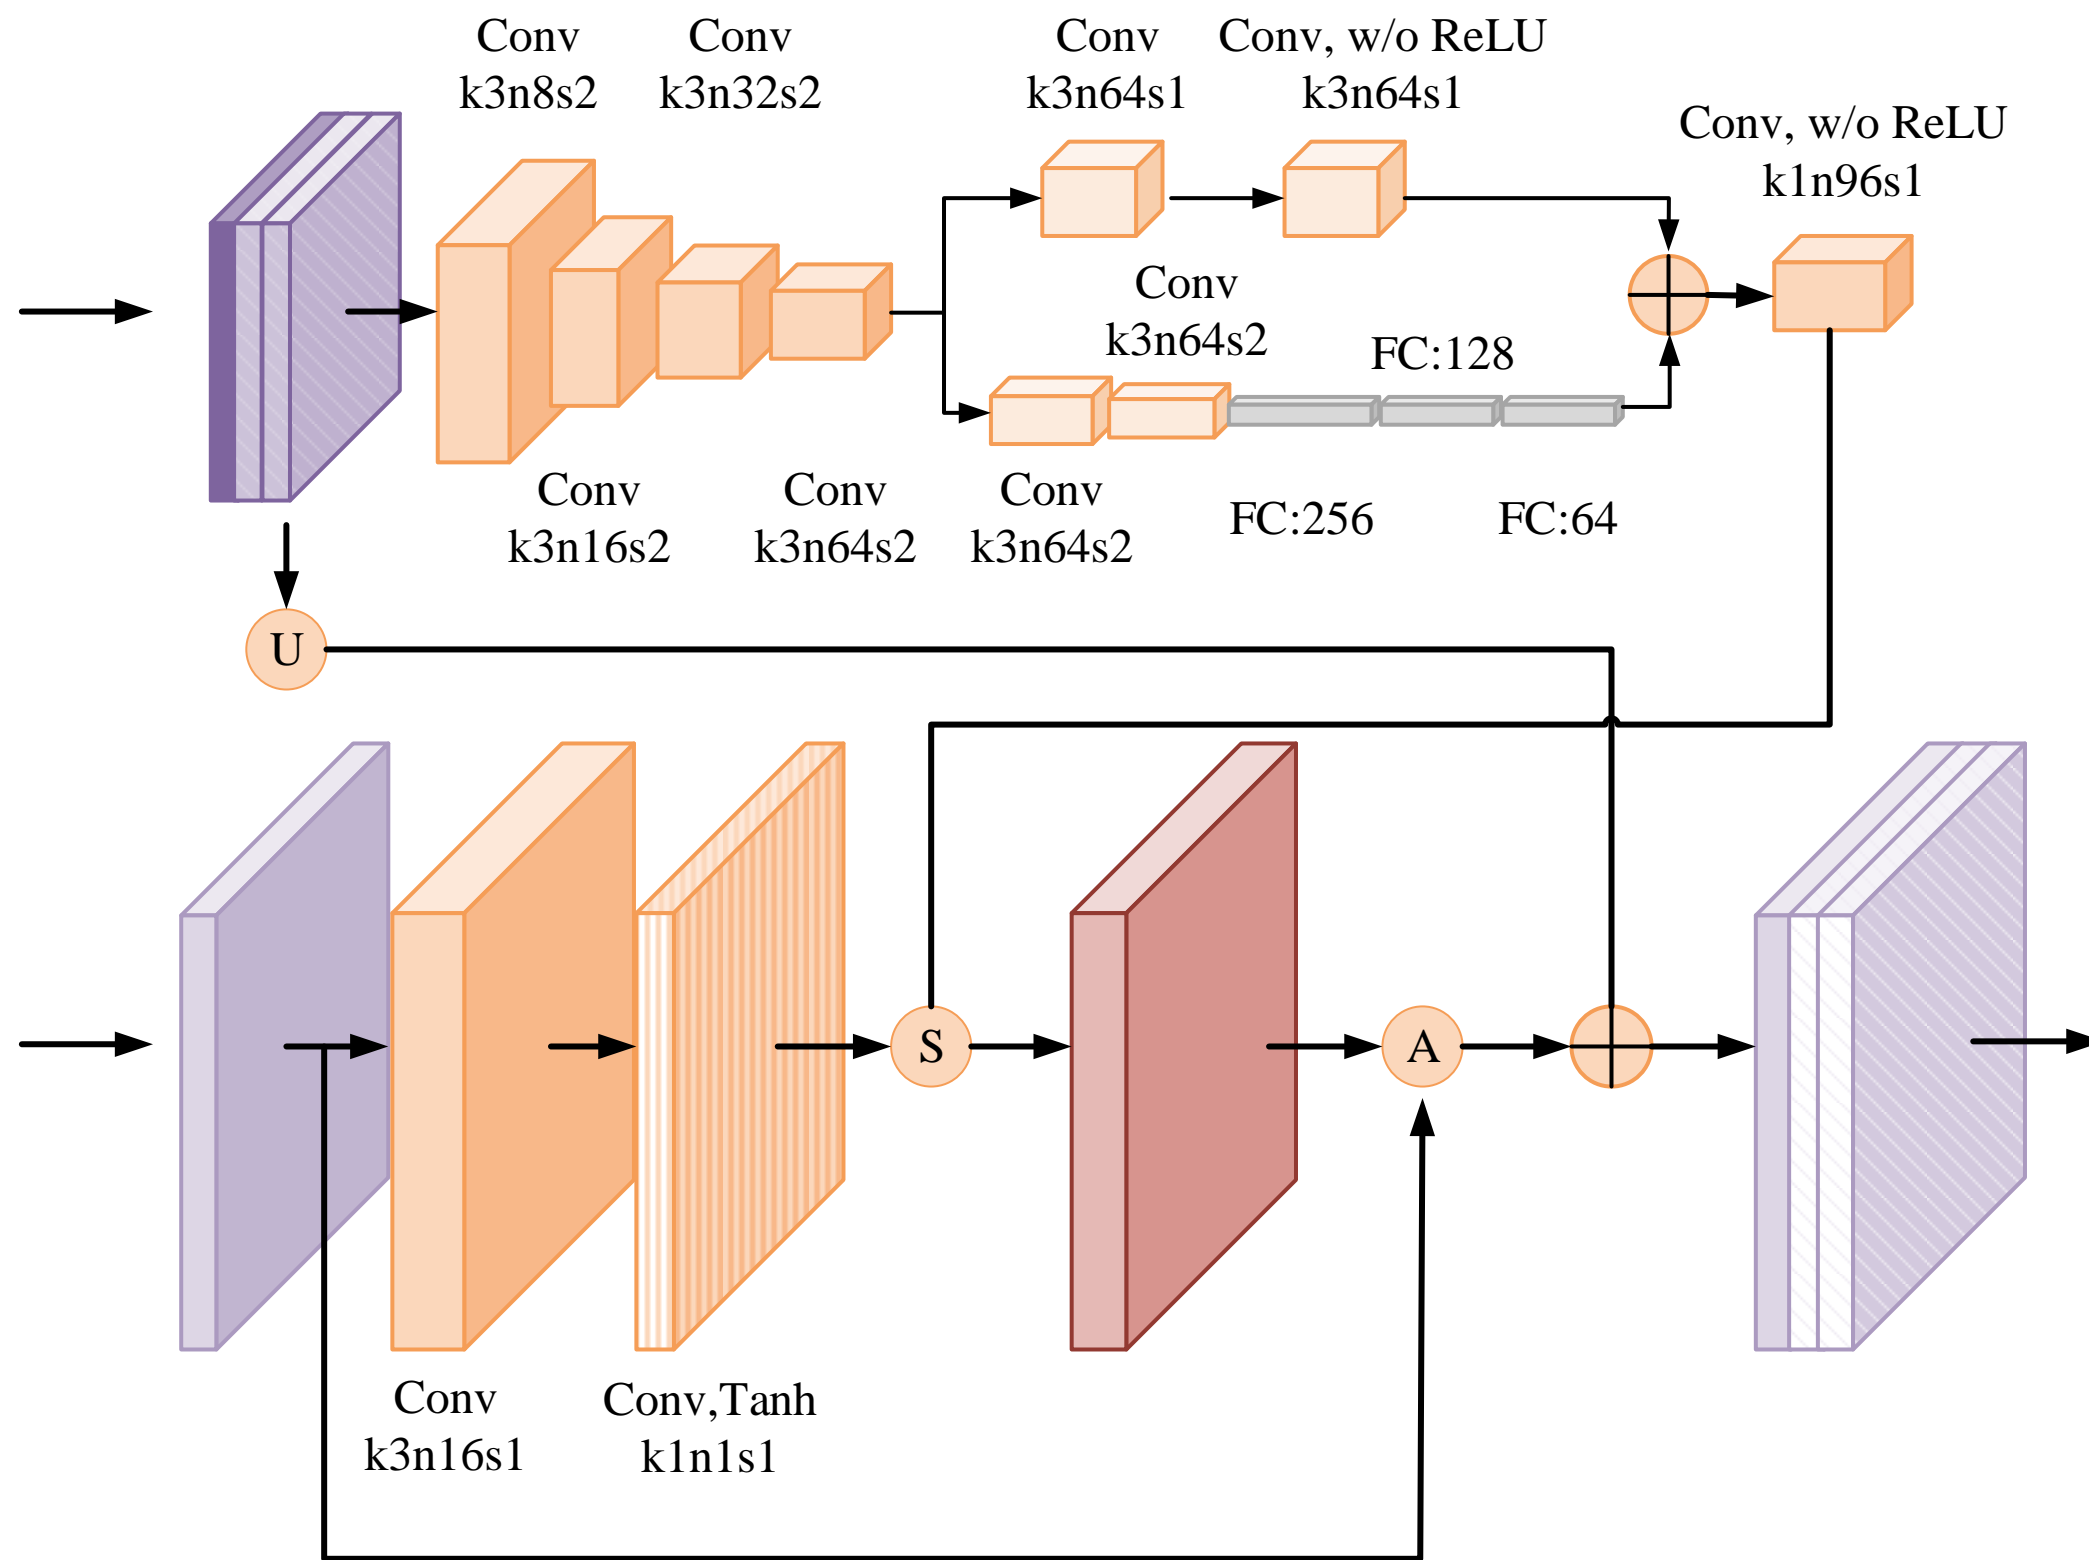 Conv
k3n8s2
Conv
k3n32s2
Conv
k3n64s1
Conv, w/o ReLU
k3n64s1
Conv, w/o ReLU
k1n96s1
Conv
k3n64s2
FC:128
Conv
k3n16s2
Conv
k3n64s2
Conv
k3n64s2
FC:256
FC:64
U
S
A
Conv
k3n16s1
Conv,Tanh
k1n1s1